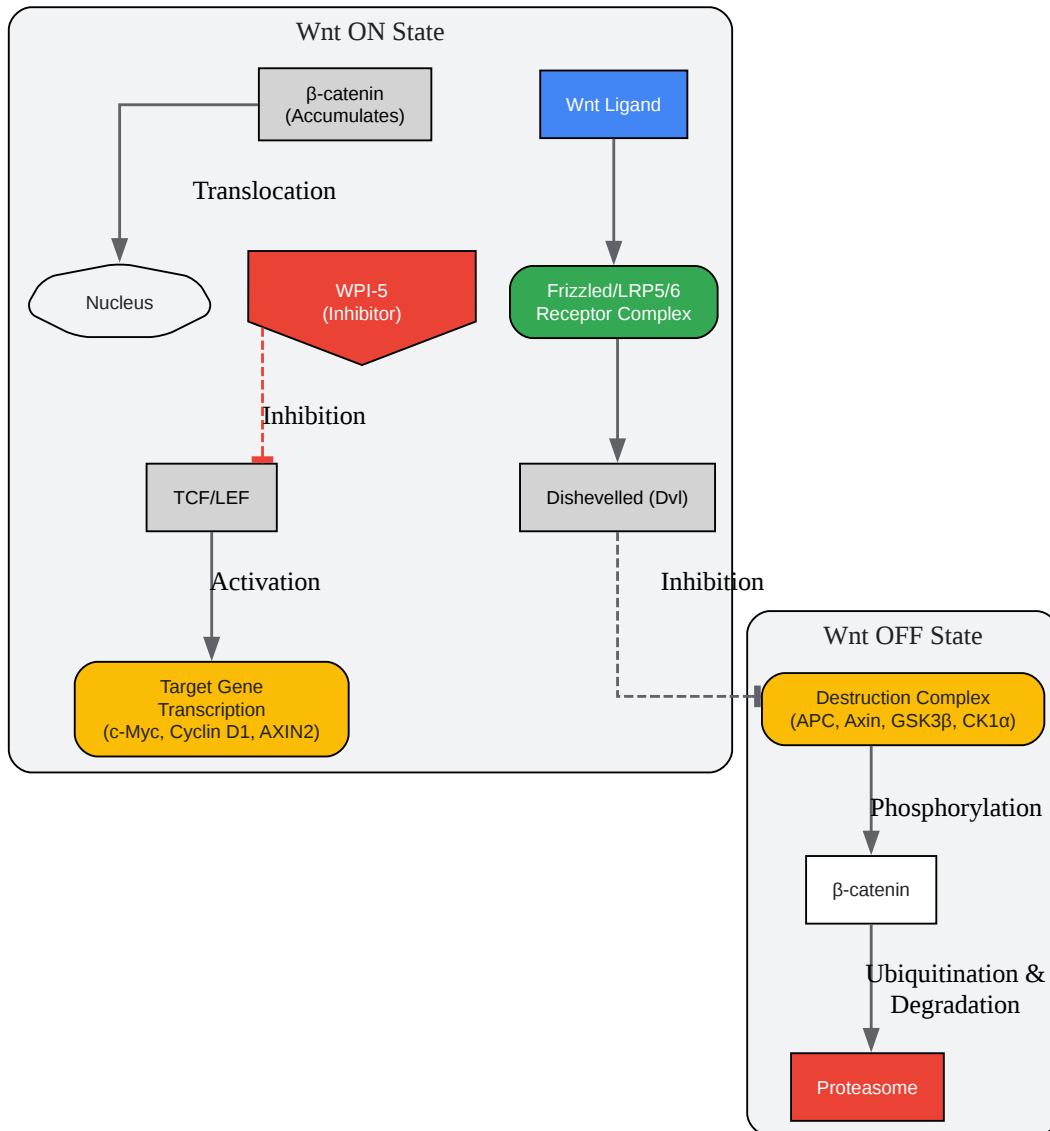 Wnt ON State
β-catenin
(Accumulates)
Wnt Ligand
Translocation
Nucleus
WPI-5
(Inhibitor)
Frizzled/LRP5/6
Receptor Complex
Inhibition
TCF/LEF
Dishevelled (Dvl)
Activation
Inhibition
Target Gene
Transcription
(c-Myc, Cyclin D1, AXIN2)
Wnt OFF State
Destruction Complex
(APC, Axin, GSK3β, CK1α)
Phosphorylation
β-catenin
Ubiquitination &
Degradation
Proteasome